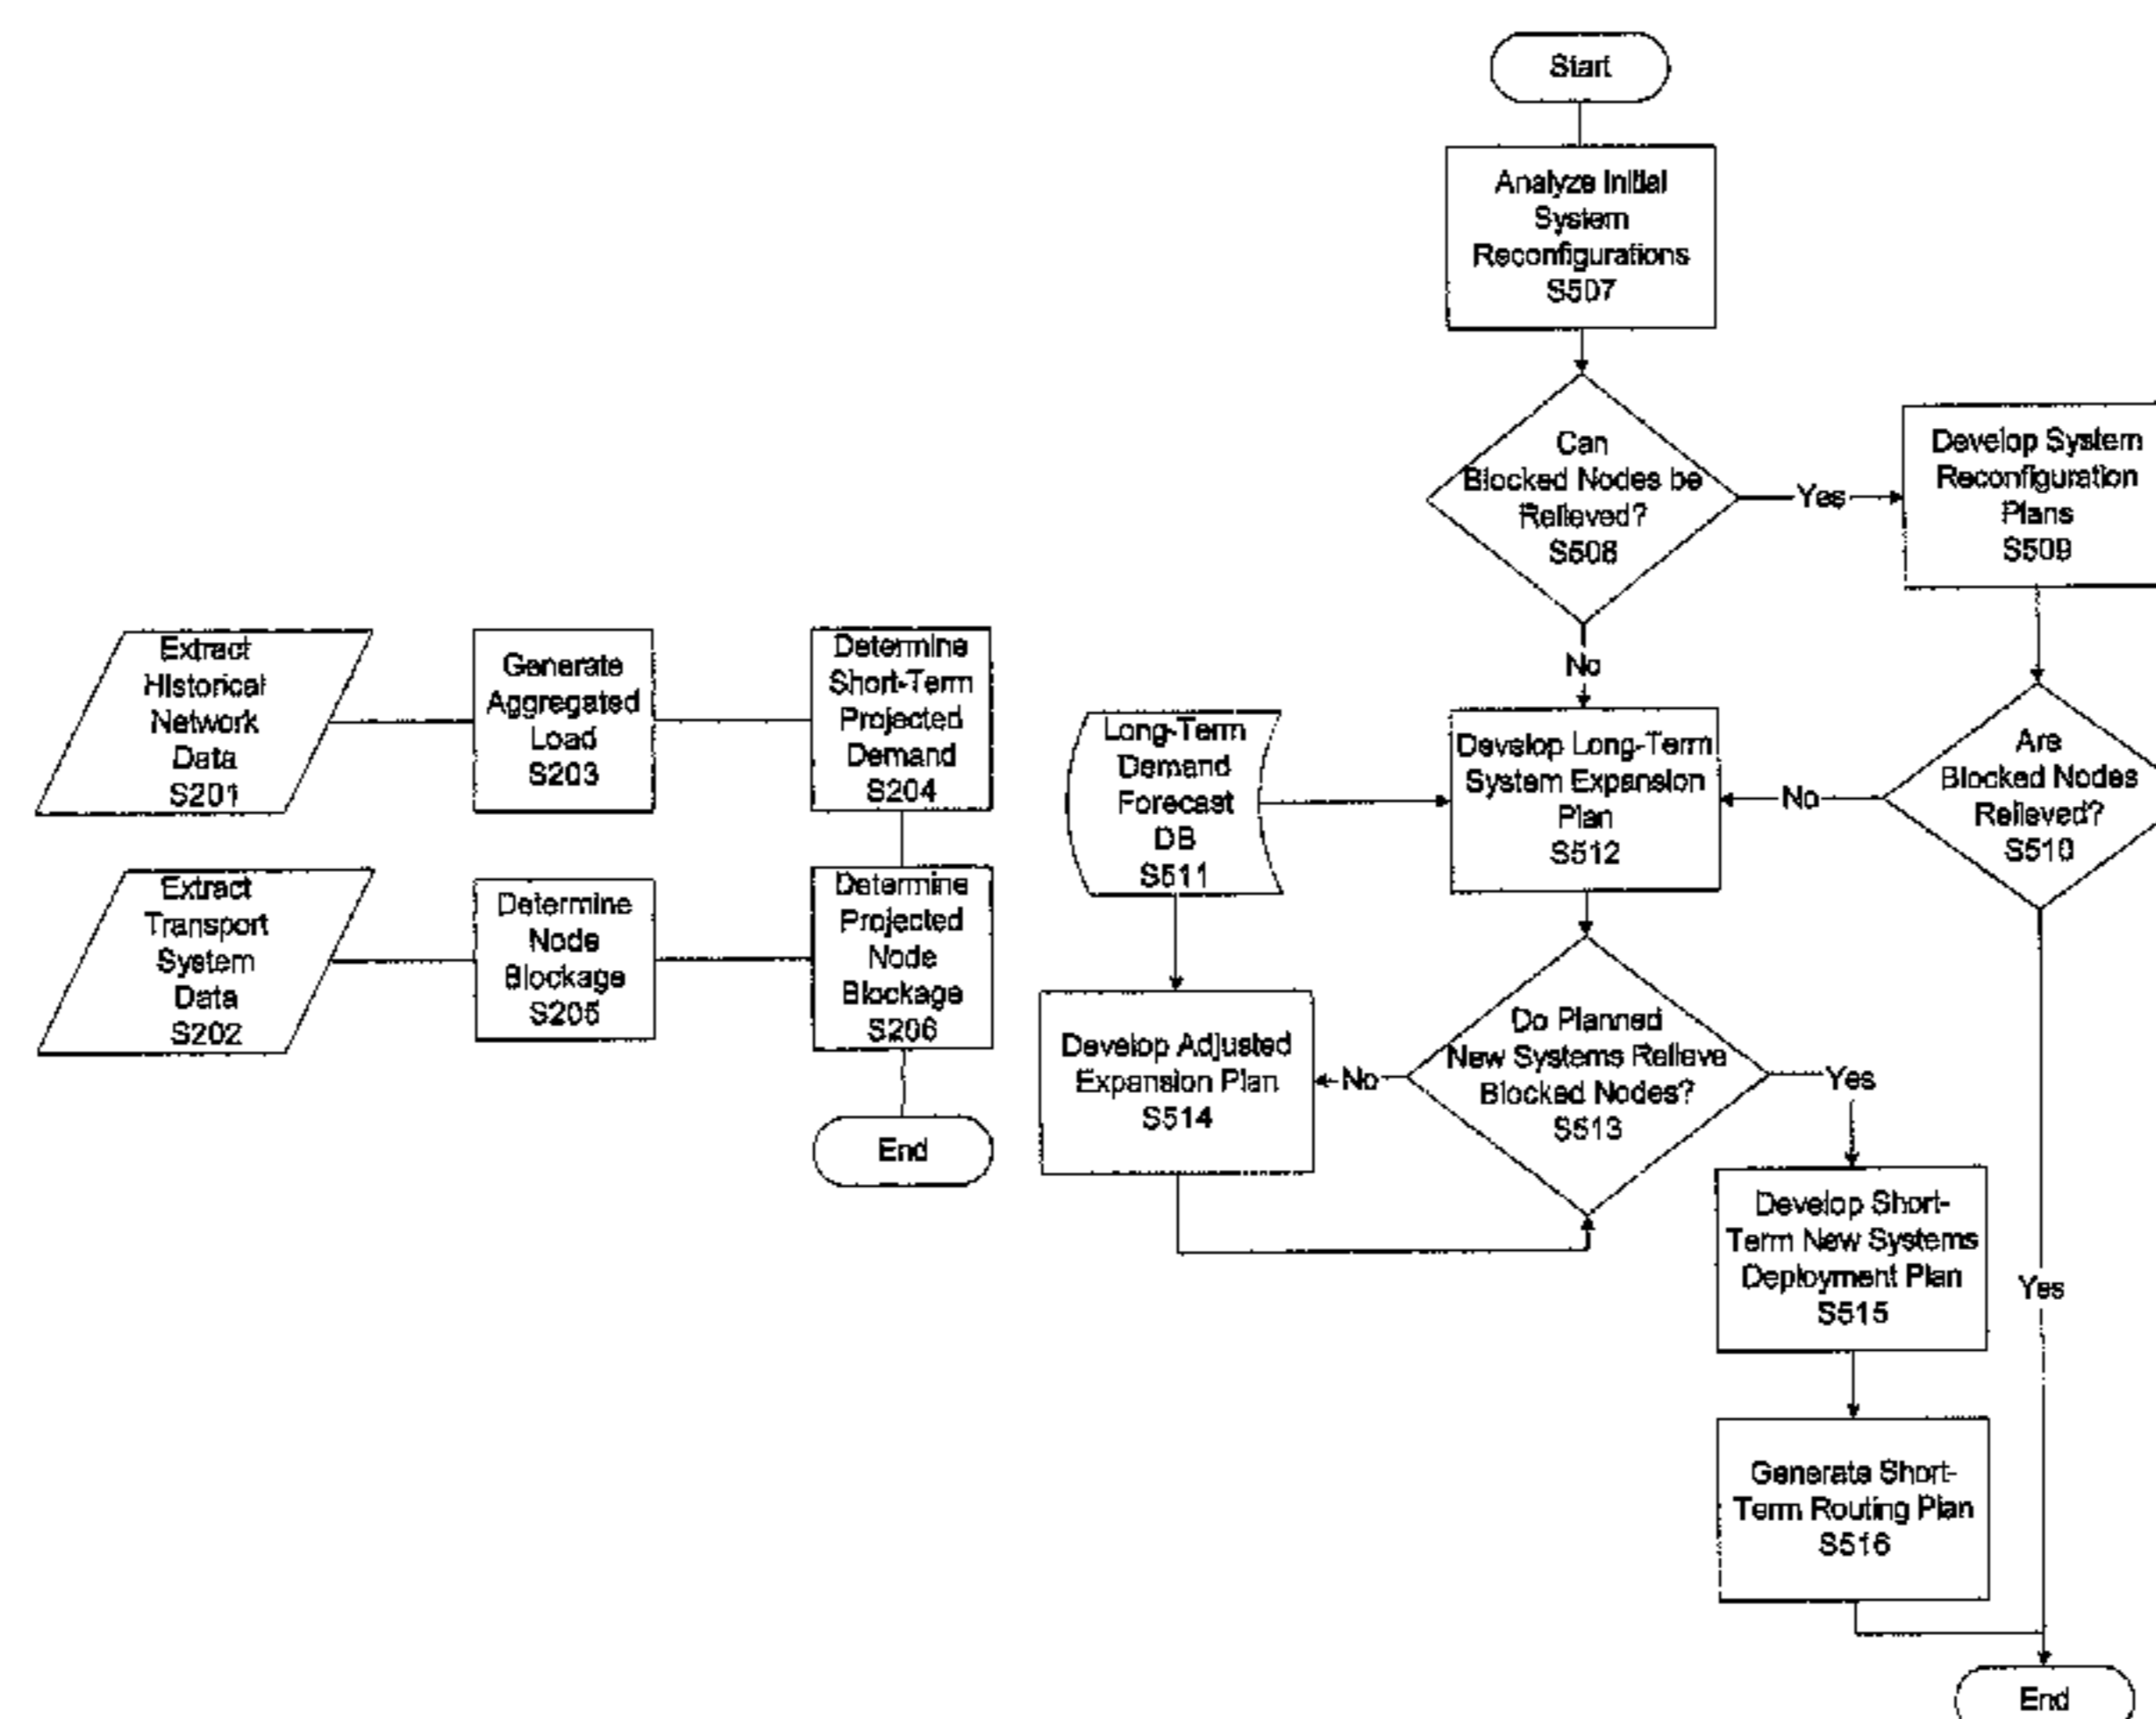 Extract
Historical
Network
Data
S201
Generate
Aggregated
Load
S203
Determine
Short-Term
Projected
Demand
S204
Extract
Transport
System
Data
S202
Determine
Node
Blockage
S205
Determine
Projected
Node
Blockage
S206
End
Start
Analyze Initial
System
Reconfigurations
S507
Can
Blocked Nodes be
Relieved?
S508
Yes
Develop System
Reconfiguration
Plans
S509
No
Long-Term
Demand
Forecast
DB
S511
Develop Long-Term
System Expansion
Plan
S512
No
Are
Blocked Nodes
Relieved?
S510
Develop Adjusted
Expansion Plan
S514
No
Do Planned
New Systems Relieve
Blocked Nodes?
S513
Yes
Develop Short-
Term New Systems
Deployment Plan
S515
Yes
Generate Short-
Term Routing Plan
S516
End